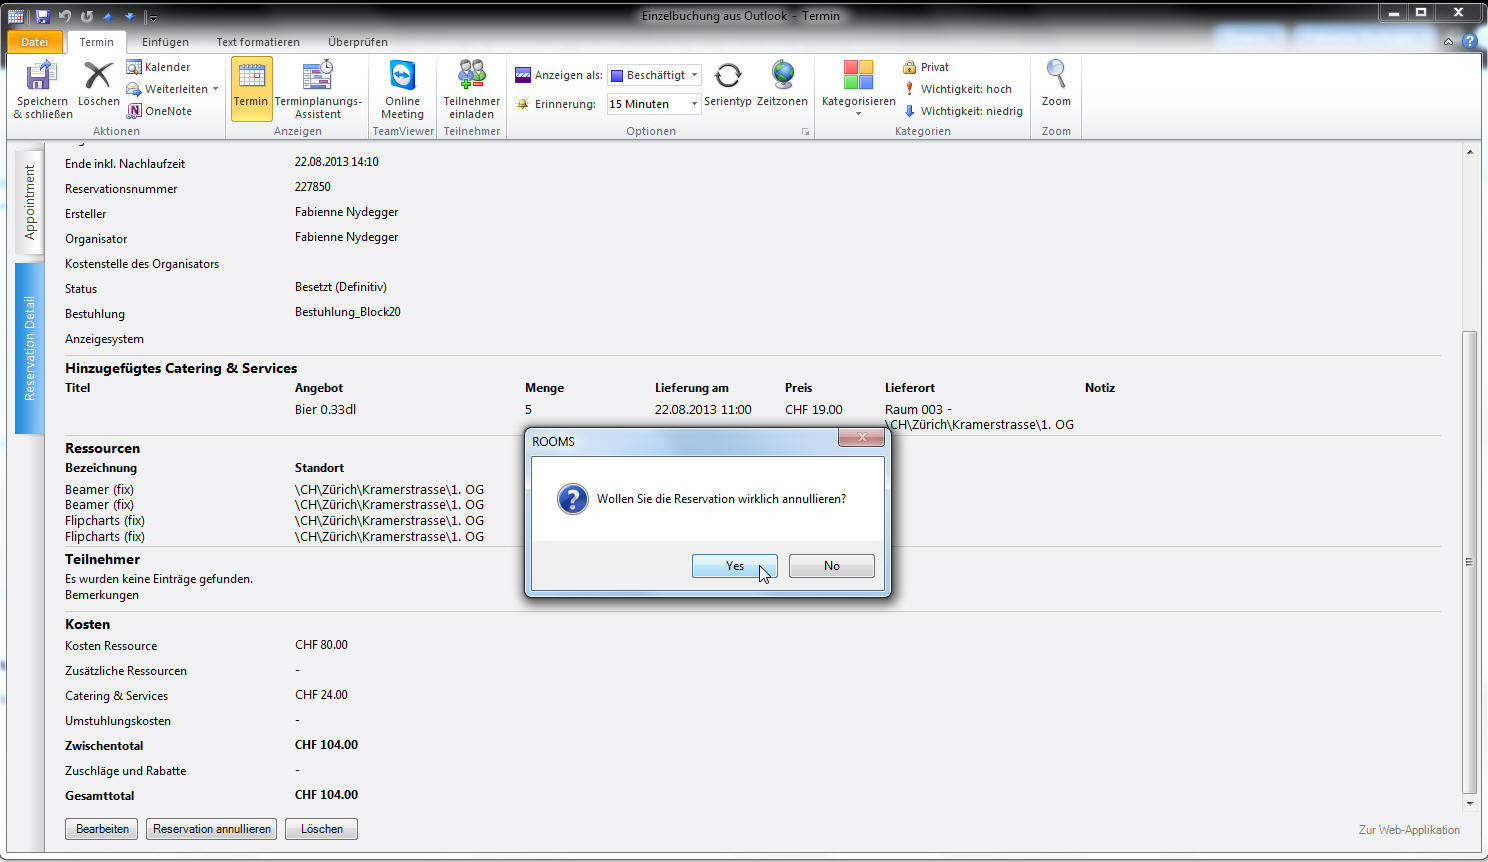 Einzelbuchung aus Outlook - Termin
Datei Termin Einfügen Text formatieren Überprüfen
Speichern & schließen
Löschen
Kalender
Weiterleiten
OneNote
Aktionen
Termin
Terminplanungs-Assistent
Anzeigen
Online Meeting
TeamViewer
Teilnehmer einladen
Teilnehmer
Anzeigen als: Beschäftigt
Erinnerung: 15 Minuten
Serientyp
Zeitzonen
Optionen
Kategorisieren
Privat
Wichtigkeit: hoch
Wichtigkeit: niedrig
Kategorien
Zoom
Zoom
Appointment
Reservation Detail
Ende inkl. Nachlaufzeit 22.08.2013 14:10
Reservationsnummer 227850
Ersteller Fabienne Nydegger
Organisator Fabienne Nydegger
Kostenstelle des Organisators
Status Besetzt (Definitiv)
Bestuhlung Bestuhlung_Block20
Anzeigesystem
Hinzugefügtes Catering & Services
Titel Angebot Menge Lieferung am Preis Lieferort Notiz
Bier 0.33dl 5 22.08.2013 11:00 CHF 19.00 Raum 003 -
\CH\Zürich\Kramerstrasse\1. OG
Ressourcen
Bezeichnung Standort
Beamer (fix) \CH\Zürich\Kramerstrasse\1. OG
Beamer (fix) \CH\Zürich\Kramerstrasse\1. OG
Flipcharts (fix) \CH\Zürich\Kramerstrasse\1. OG
Flipcharts (fix) \CH\Zürich\Kramerstrasse\1. OG
ROOMS
Wollen Sie die Reservation wirklich annullieren?
Yes No
Teilnehmer
Es wurden keine Einträge gefunden.
Bemerkungen
Kosten
Kosten Ressource CHF 80.00
Zusätzliche Ressourcen -
Catering & Services CHF 24.00
Umstuhlungskosten -
Zwischentotal CHF 104.00
Zuschläge und Rabatte -
Gesamttotal CHF 104.00
Bearbeiten Reservation annullieren Löschen
Zur Web-Applikation